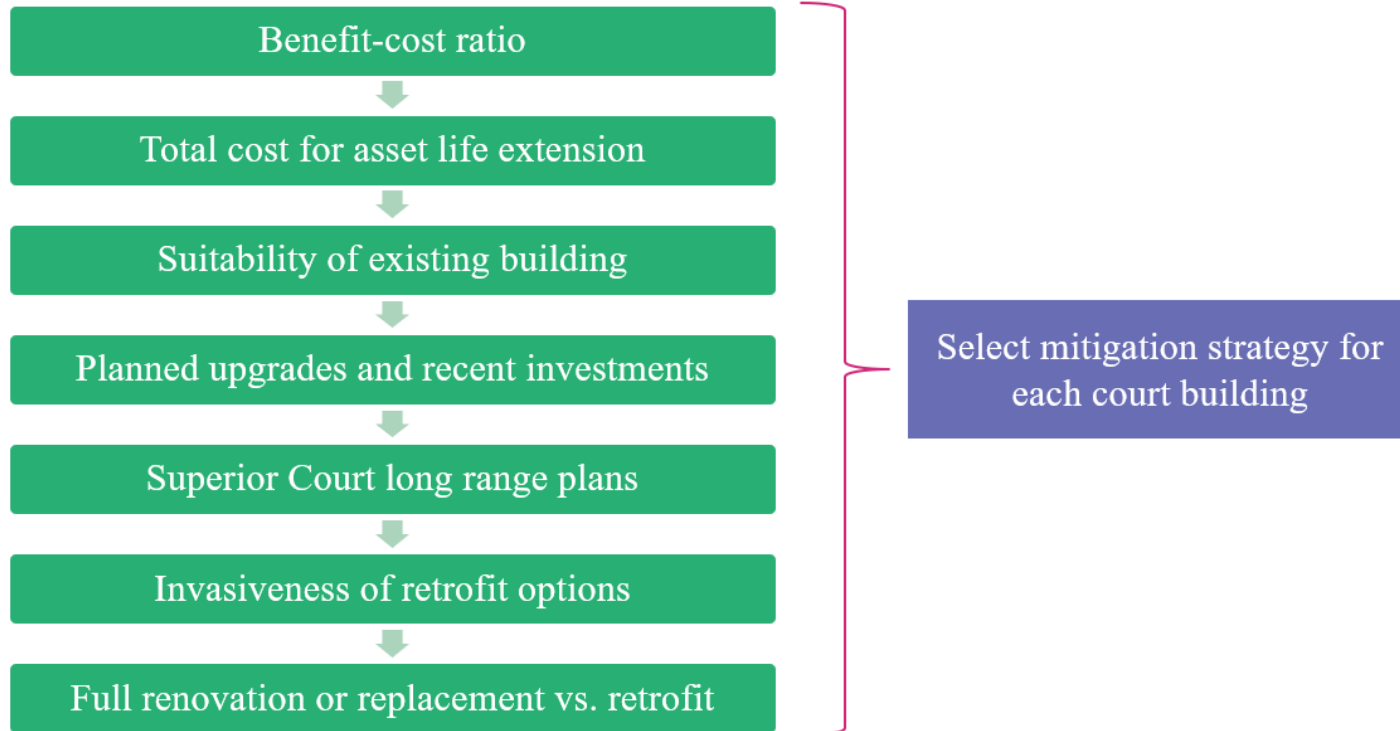 Benefit-cost ratio
Total cost for asset life extension
Suitability of existing building
Planned upgrades and recent investments
Superior Court long range plans
Invasiveness of retrofit options
Full renovation or replacement vs. retrofit
Select mitigation strategy for
each court building